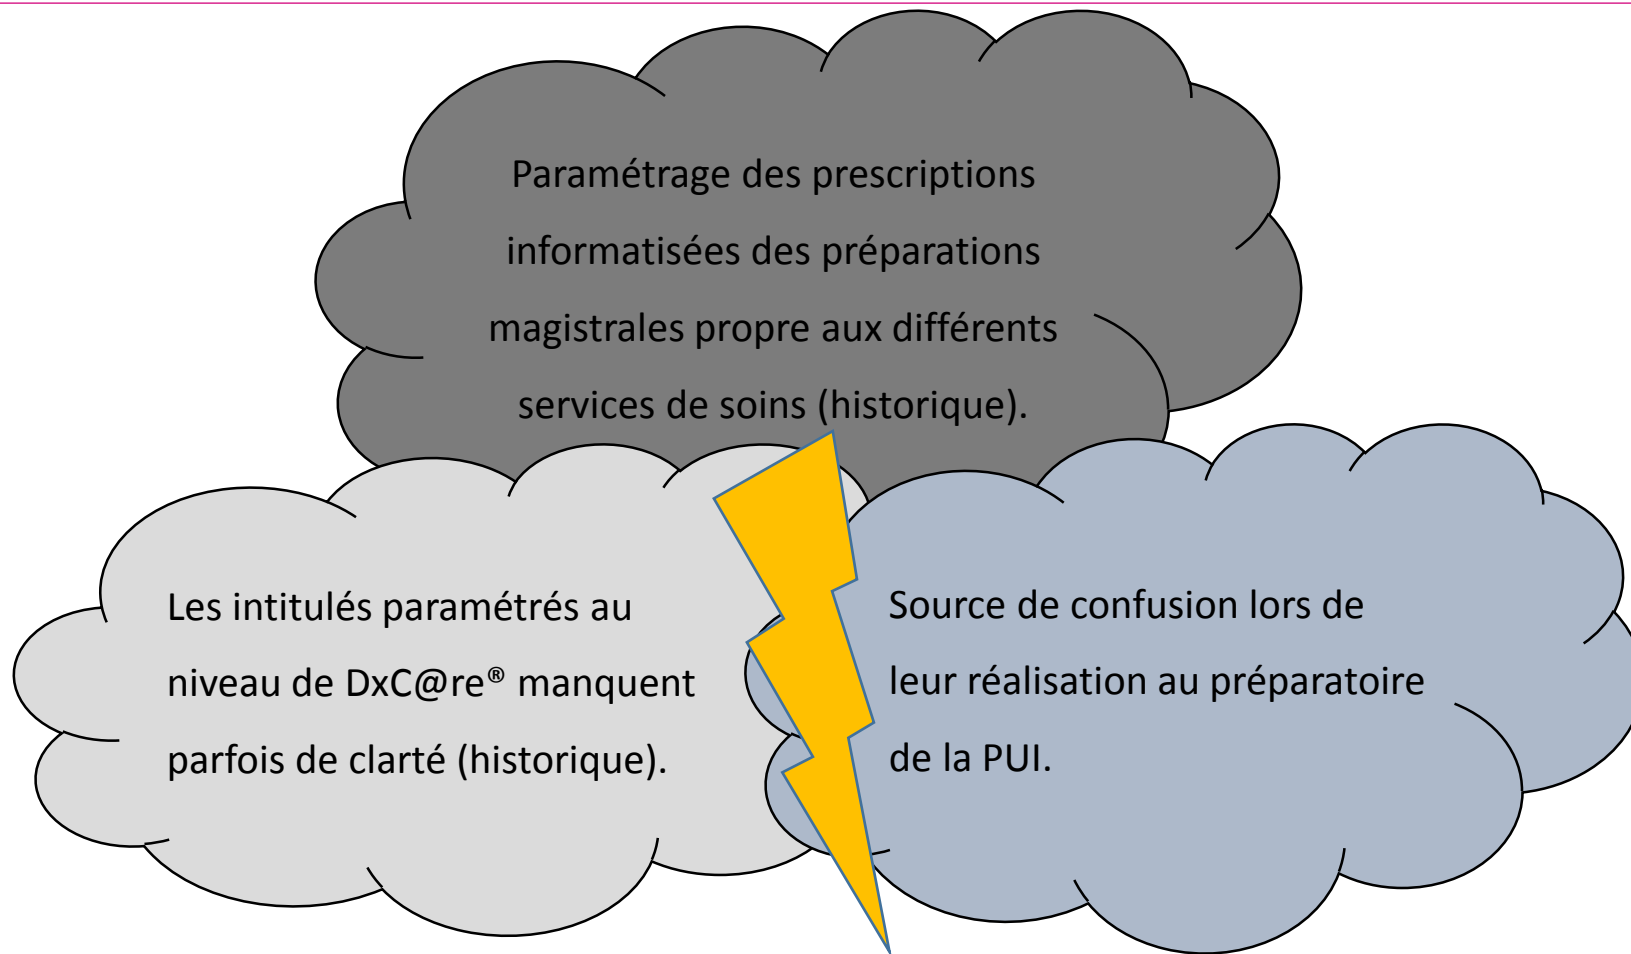 Paramétrage des prescriptions
informatisées des préparations
magistrales propre aux différents
services de soins (historique).
Les intitulés paramétrés au
niveau de DxC@re® manquent
parfois de clarté (historique).
Source de confusion lors de
leur réalisation au préparatoire
de la PUI.